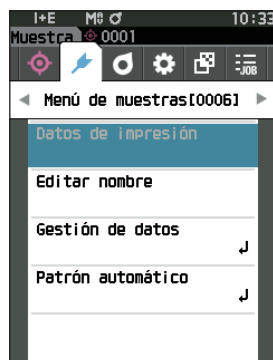 I+E M0 ♂ 10:33
Muestra 0001
JOB
Menú de muestras[0006]
Datos de impresión
Editar nombre
Gestión de datos
Patrón automático